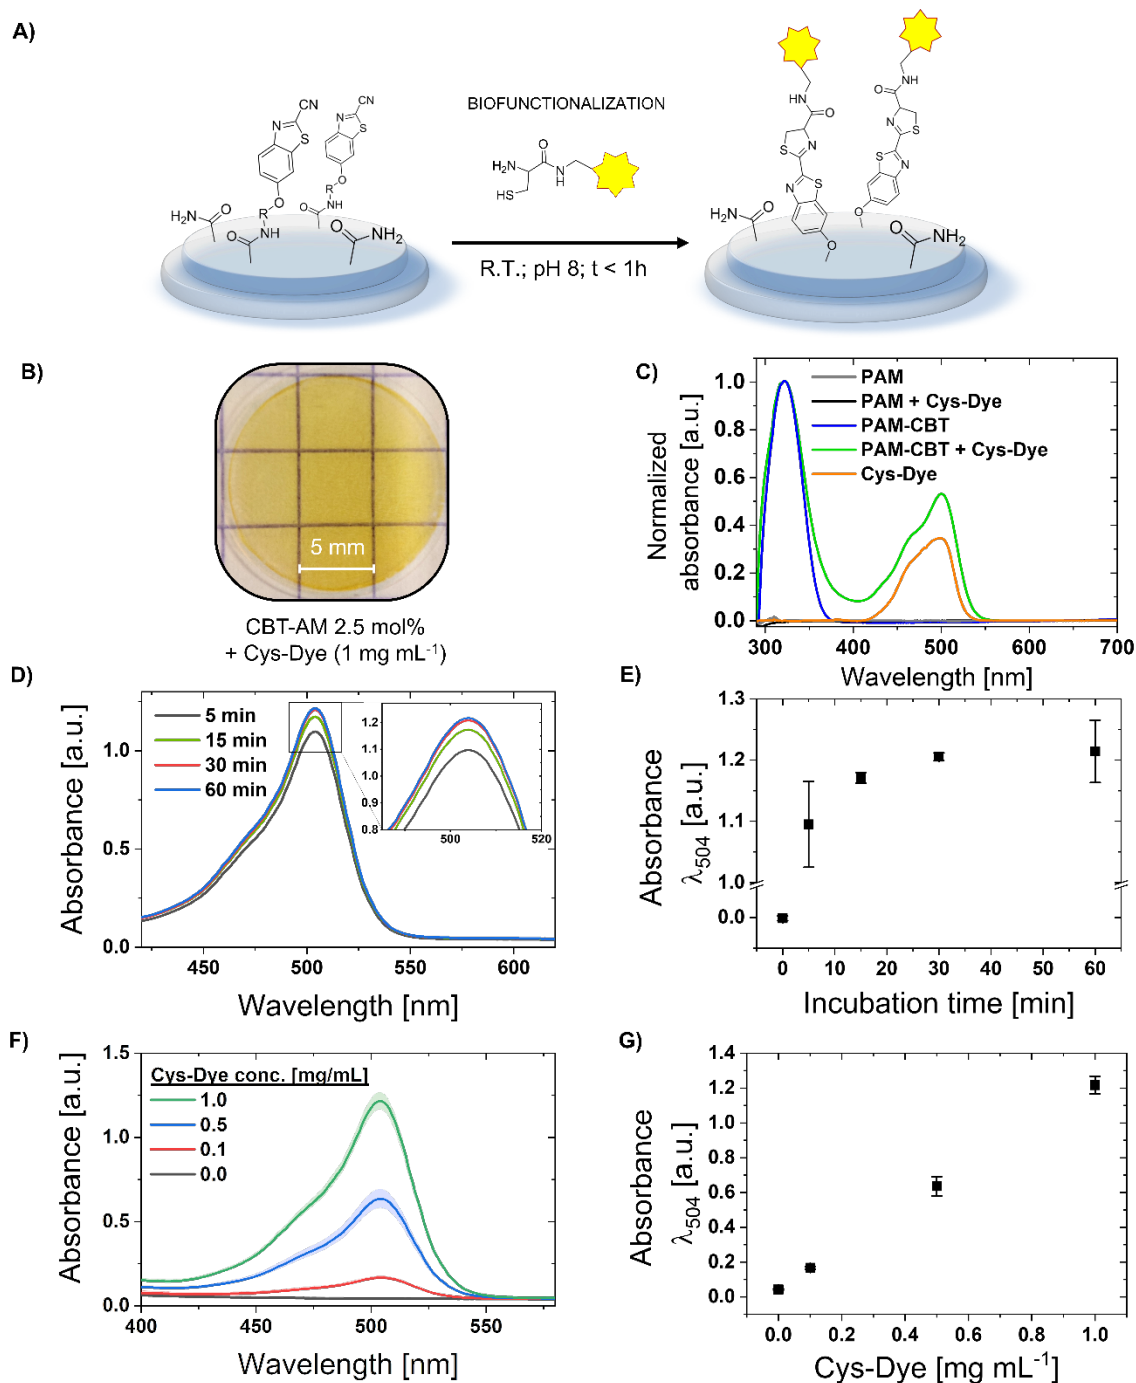 A)
CN
CN
N
S
N
S
O
R
O
R
NH
NH
O
O
H₂N
O
NH₂
O
BIOFUNCTIONALIZATION
O
H₂N
N
H
HS
R.T.; pH 8; t < 1h
NH
O
N
S
N
S
O
H₂N
O
NH
O
N
S
S
N
O
O
NH₂
B)
5 mm
CBT-AM 2.5 mol%
+ Cys-Dye (1 mg mL⁻¹)
C)
PAM
PAM + Cys-Dye
PAM-CBT
PAM-CBT + Cys-Dye
Cys-Dye
Normalized
absorbance [a.u.]
1.0
0.8
0.6
0.4
0.2
0.0
300 400 500 600 700
Wavelength [nm]
D)
5 min
15 min
30 min
60 min
Absorbance [a.u.]
1.0
0.5
0.0
450 500 550 600
Wavelength [nm]
1.2
1.1
1.0
0.9
0.8
500 520
E)
Absorbance
λ₅₀₄ [a.u.]
1.3
1.2
1.1
1.0
0.0
0 10 20 30 40 50 60
Incubation time [min]
F)
Cys-Dye conc. [mg/mL]
1.0
0.5
0.1
0.0
Absorbance [a.u.]
1.5
1.0
0.5
0.0
400 450 500 550
Wavelength [nm]
G)
Absorbance
λ₅₀₄ [a.u.]
1.4
1.2
1.0
0.8
0.6
0.4
0.2
0.0
0.0 0.2 0.4 0.6 0.8 1.0
Cys-Dye [mg mL⁻¹]